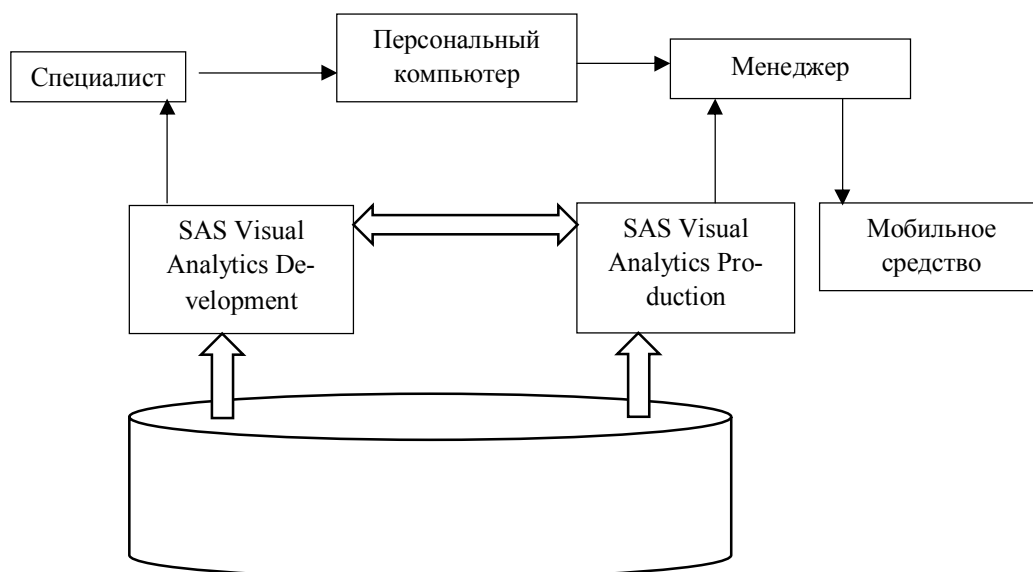 Специалист
Персональный
компьютер
Менеджер
SAS Visual
Analytics De-
velopment
SAS Visual
Analytics Pro-
duction
Мобильное
средство